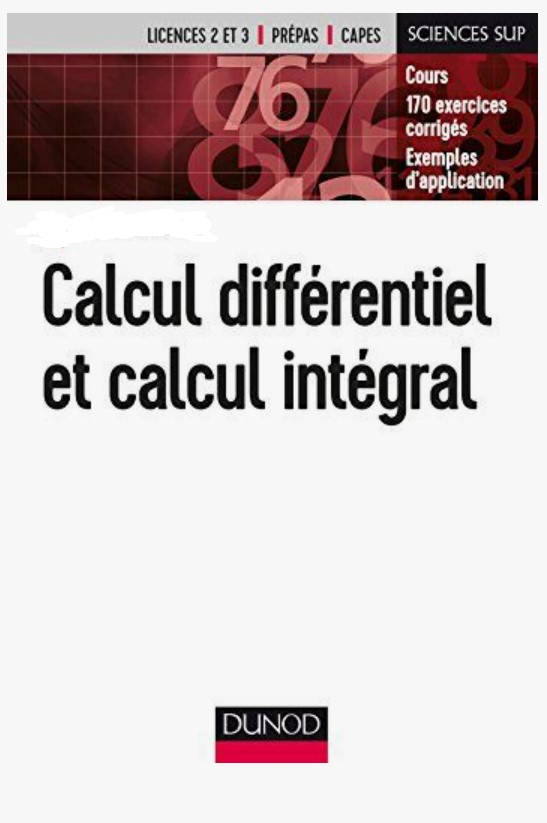 LICENCES 2 ET 3 | PRÉPAS | CAPES
SCIENCES SUP
Cours
170 exercices
corrigés
Exemples
d'application
76
Calcul différentiel
et calcul intégral
DUNOD